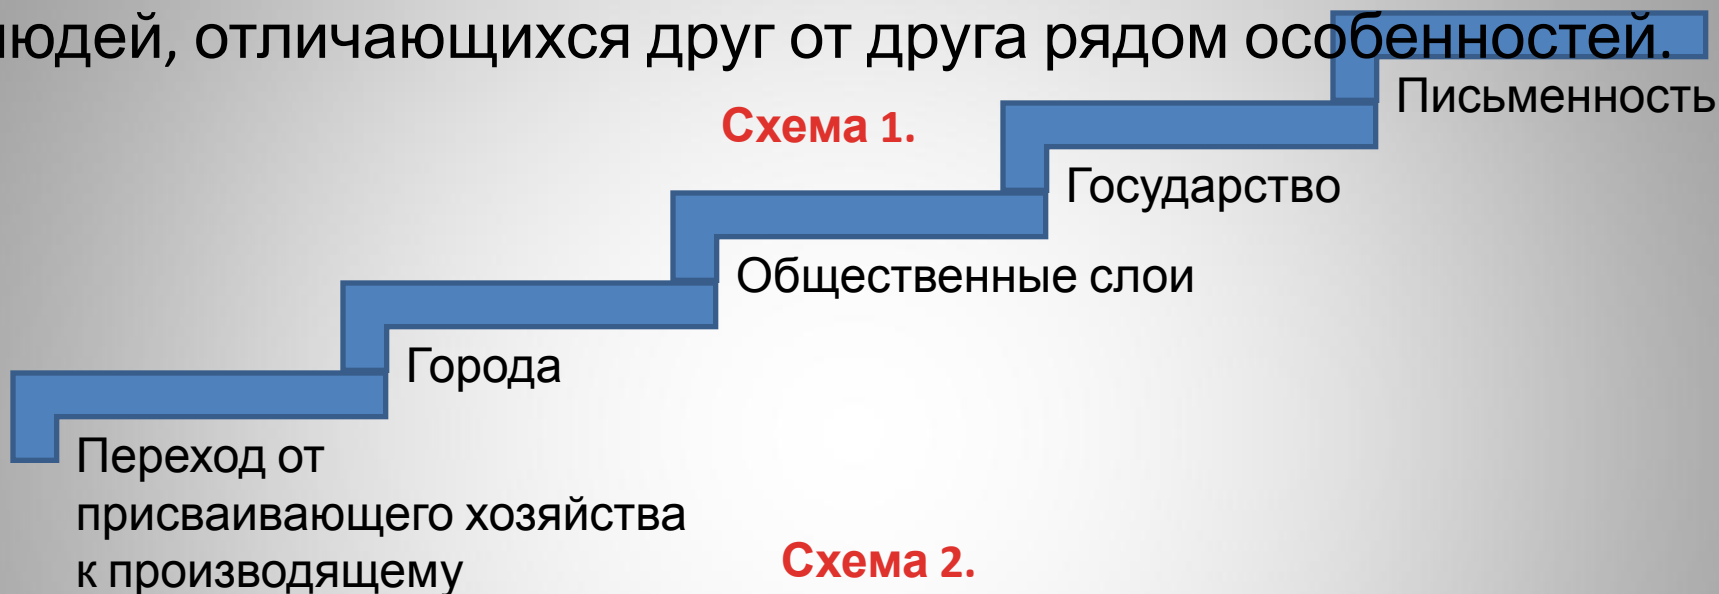 людей, отличающихся друг от друга рядом особенностей.
Письменность
Схема 1.
Государство
Общественные слои
Города
Переход от
присваивающего хозяйства
к производящему
Схема 2.